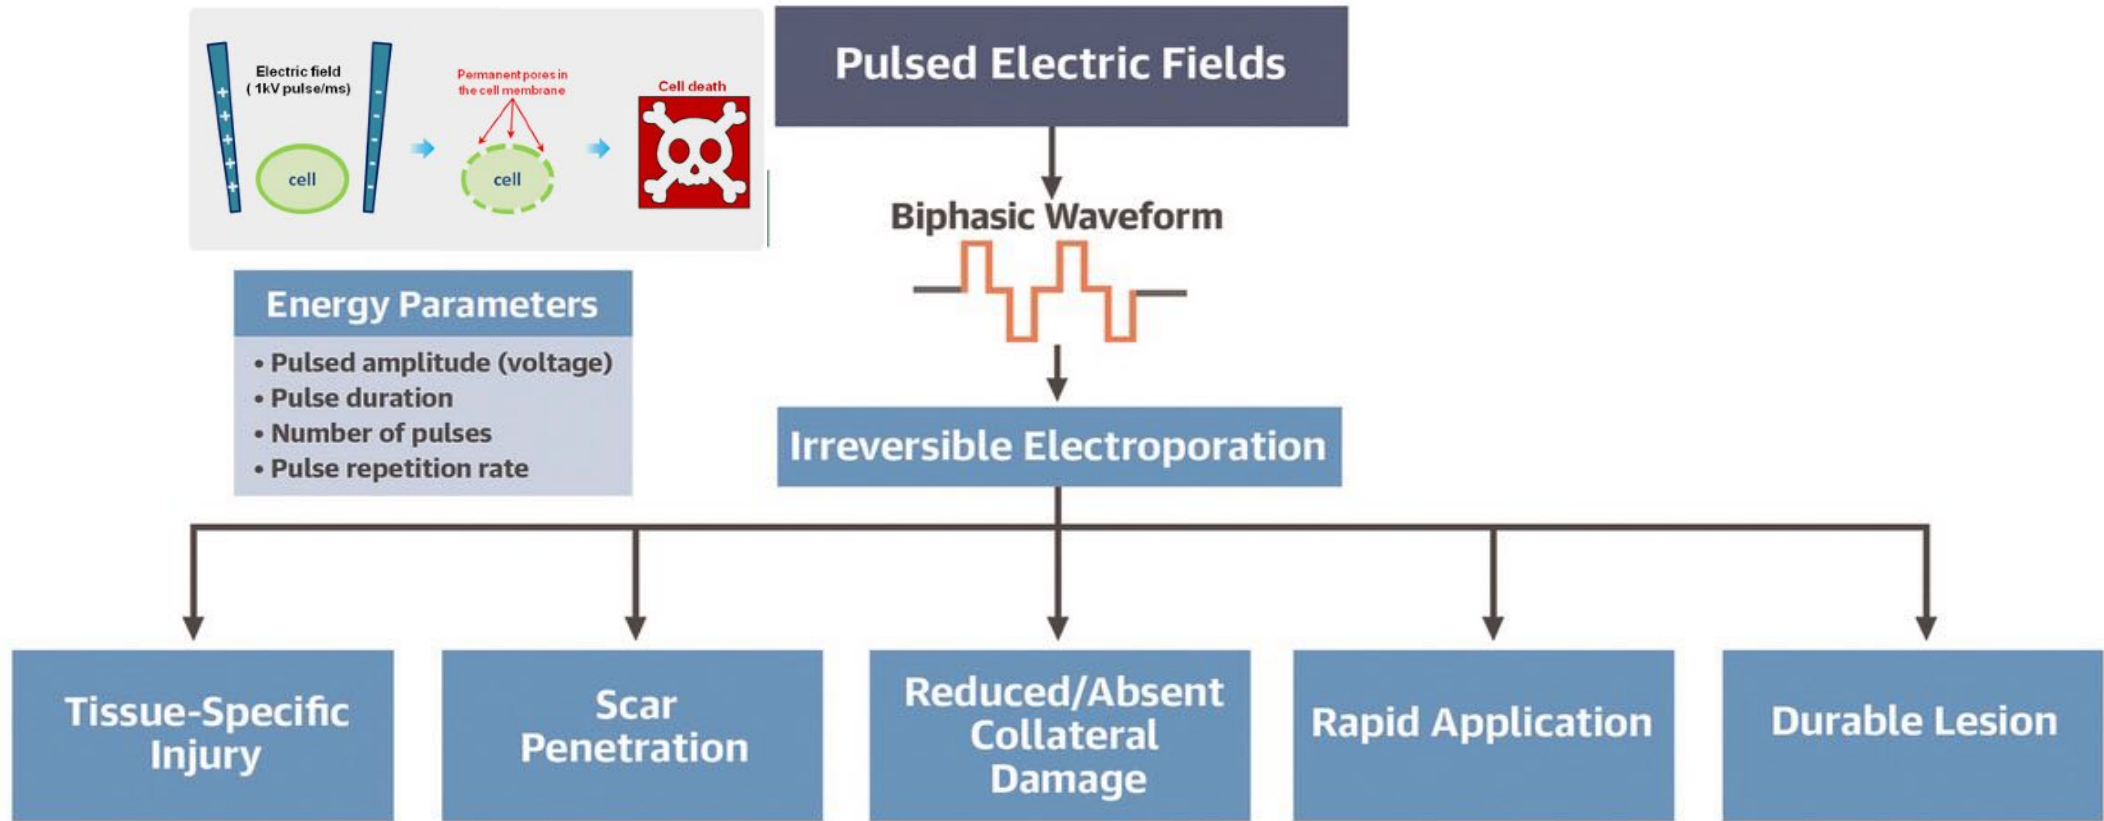 Electric field
( 1kV pulse/ms)
+
+
+
+
+
-
-
-
-
-
cell
Permanent pores in
the cell membrane
cell
Cell death
Pulsed Electric Fields
Biphasic Waveform
Energy Parameters
• Pulsed amplitude (voltage)
• Pulse duration
• Number of pulses
• Pulse repetition rate
Irreversible Electroporation
Tissue-Specific
Injury
Scar
Penetration
Reduced/Absent
Collateral
Damage
Rapid Application
Durable Lesion